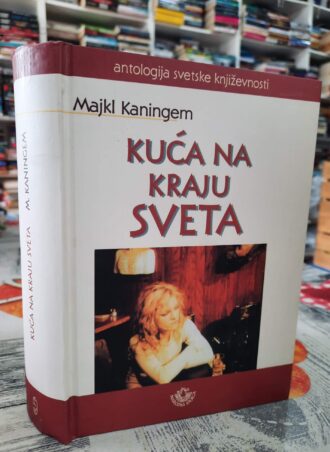 antologija svetske književnosti
Majkl Kaningem
KUĆA NA
KRAJU
SVETA
KUĆA NA KRAJU SVETA M. KANINGEM